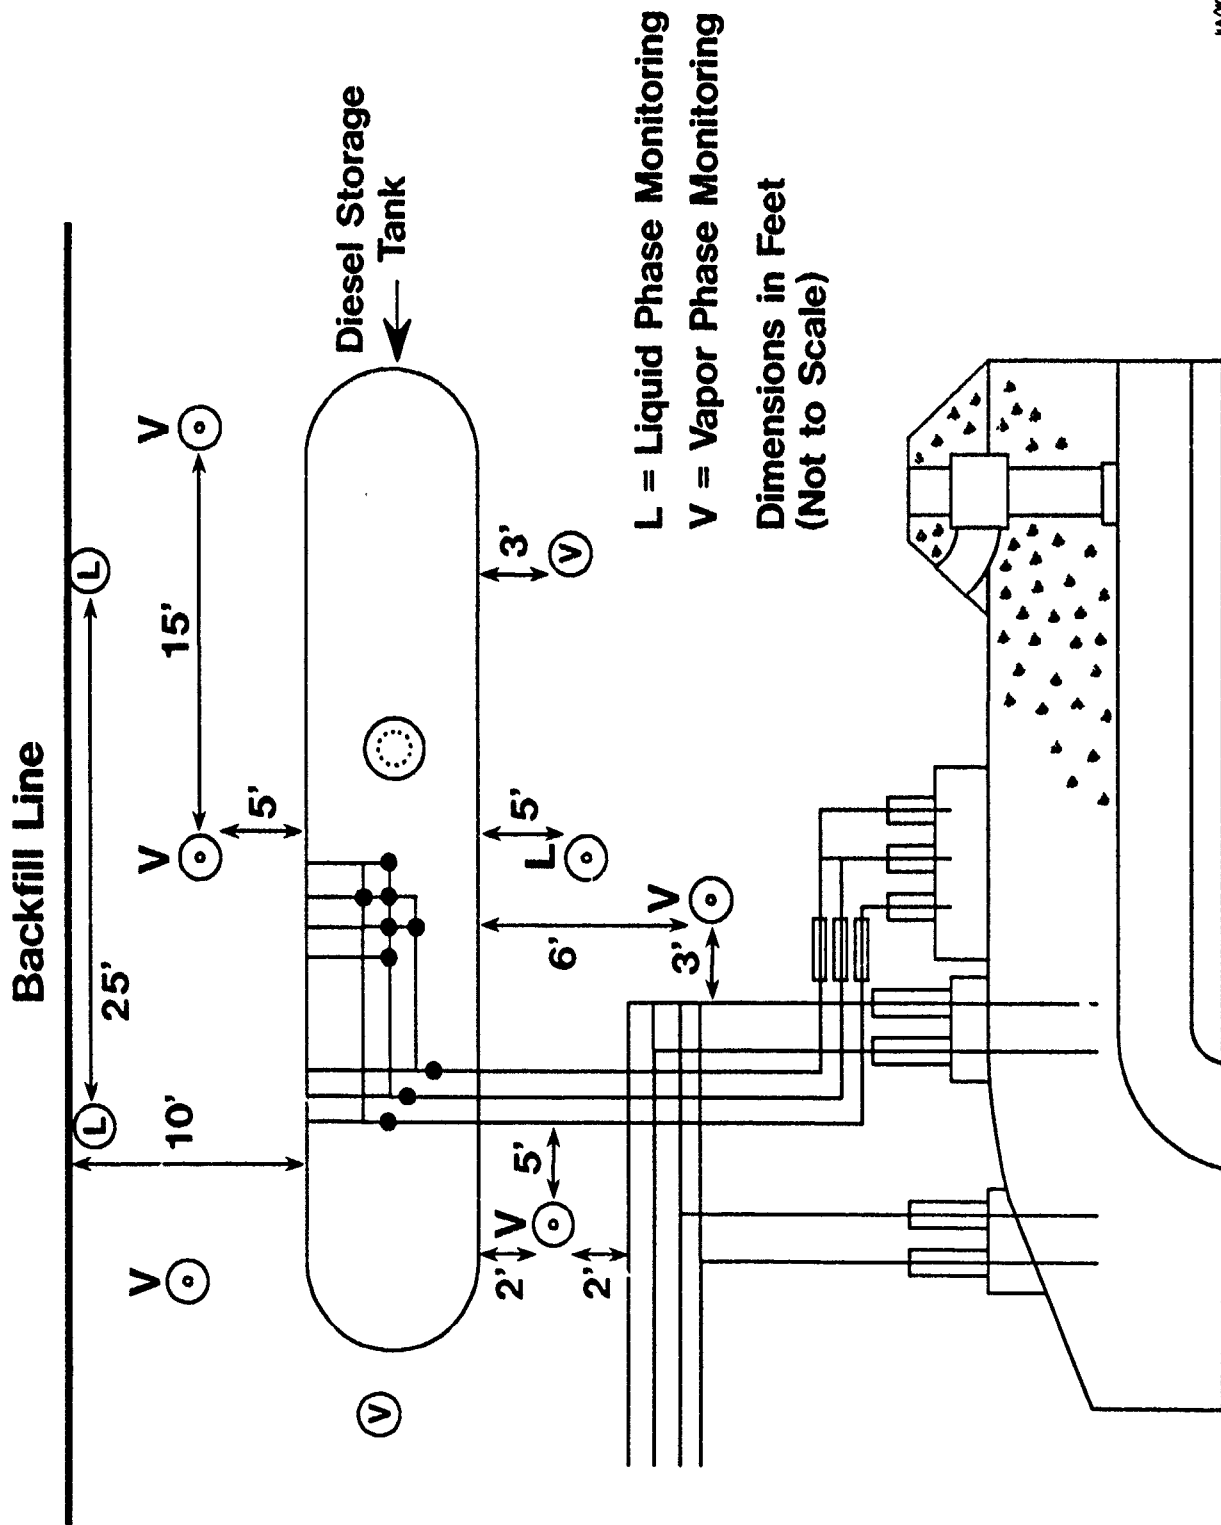 Backfill Line
25'
L
L
10'
15'
V
V
V
5'
Diesel Storage
Tank
V
3'
V
5'
L
6'
V
3'
5'
V
2'
2'
L = Liquid Phase Monitoring
V = Vapor Phase Monitoring
Dimensions in Feet
(Not to Scale)